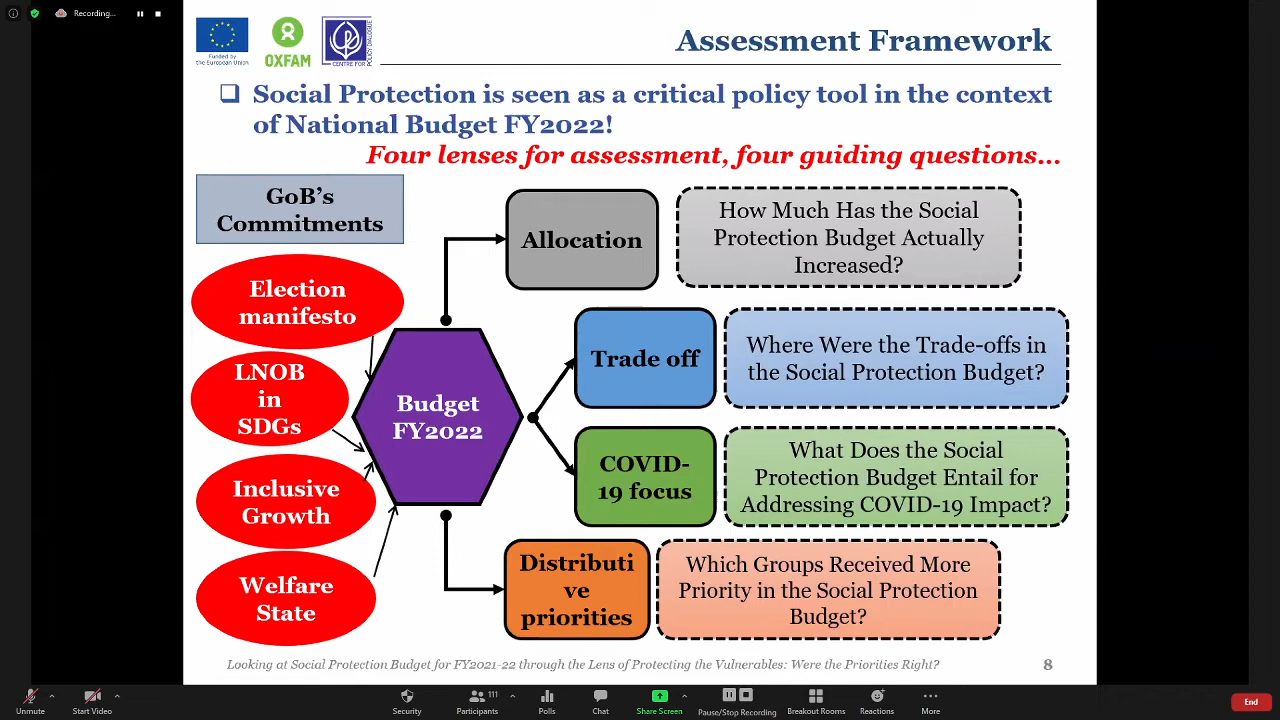 Recording...
Funded by
the European Union
OXFAM
CENTRE FOR
POLICY DIALOGUE
Assessment Framework
Social Protection is seen as a critical policy tool in the context
of National Budget FY2022!
Four lenses for assessment, four guiding questions...
GoB's
Commitments
Election
manifesto
LNOB
in
SDGs
Inclusive
Growth
Welfare
State
Budget
FY2022
Allocation
How Much Has the Social
Protection Budget Actually
Increased?
Trade off
Where Were the Trade-offs in
the Social Protection Budget?
COVID-
19 focus
What Does the Social
Protection Budget Entail for
Addressing COVID-19 Impact?
Distributi
ve
priorities
Which Groups Received More
Priority in the Social Protection
Budget?
Looking at Social Protection Budget for FY2021-22 through the Lens of Protecting the Vulnerables: Were the Priorities Right?
8
Unmute
Start Video
Security
Participants
111
Polls
Chat
Share Screen
Pause/Stop Recording
Breakout Rooms
Reactions
More
End